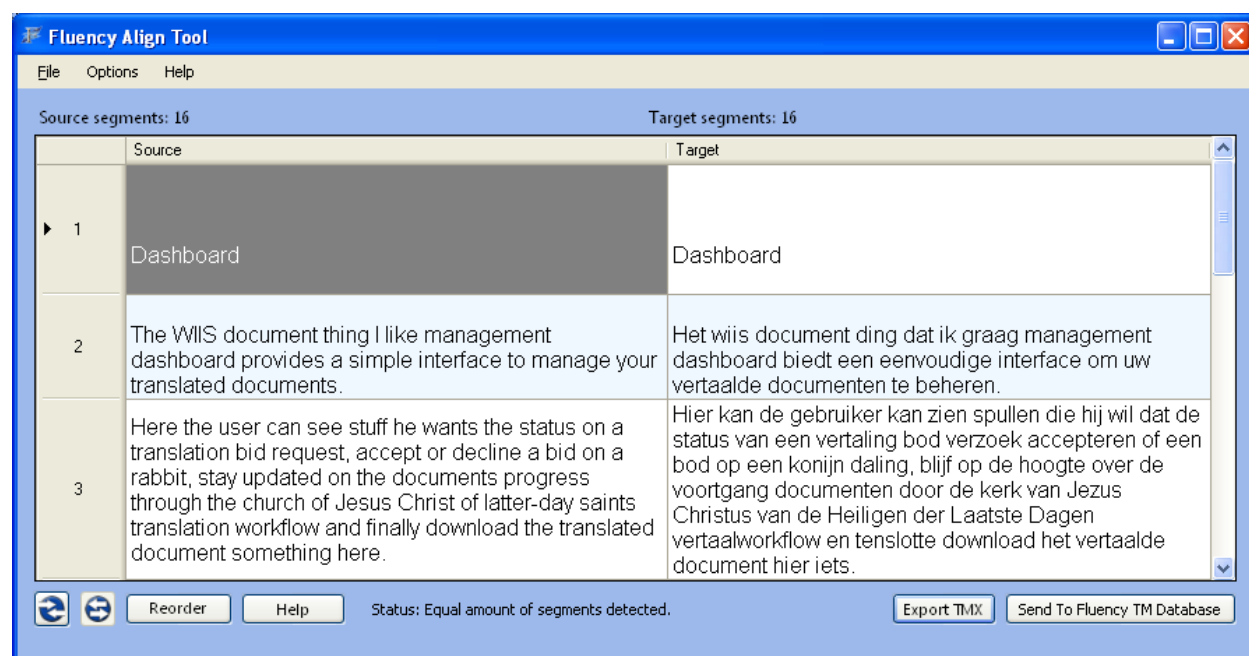 Fluency Align Tool
File Options Help
Source segments: 16 Target segments: 16
Source Target
1 Dashboard Dashboard
2
The WIIS document thing I like management
dashboard provides a simple interface to manage your
translated documents.
Het wiis document ding dat ik graag management
dashboard biedt een eenvoudige interface om uw
vertaalde documenten te beheren.
3
Here the user can see stuff he wants the status on a
translation bid request, accept or decline a bid on a
rabbit, stay updated on the documents progress
through the church of Jesus Christ of latter-day saints
translation workflow and finally download the translated
document something here.
Hier kan de gebruiker kan zien spullen die hij wil dat de
status van een vertaling bod verzoek accepteren of een
bod op een konijn daling, blijf op de hoogte over de
voortgang documenten door de kerk van Jezus
Christus van de Heiligen der Laatste Dagen
vertaalworkflow en tenslotte download het vertaalde
document hier iets.
Reorder Help Status: Equal amount of segments detected. Export TMX Send To Fluency TM Database